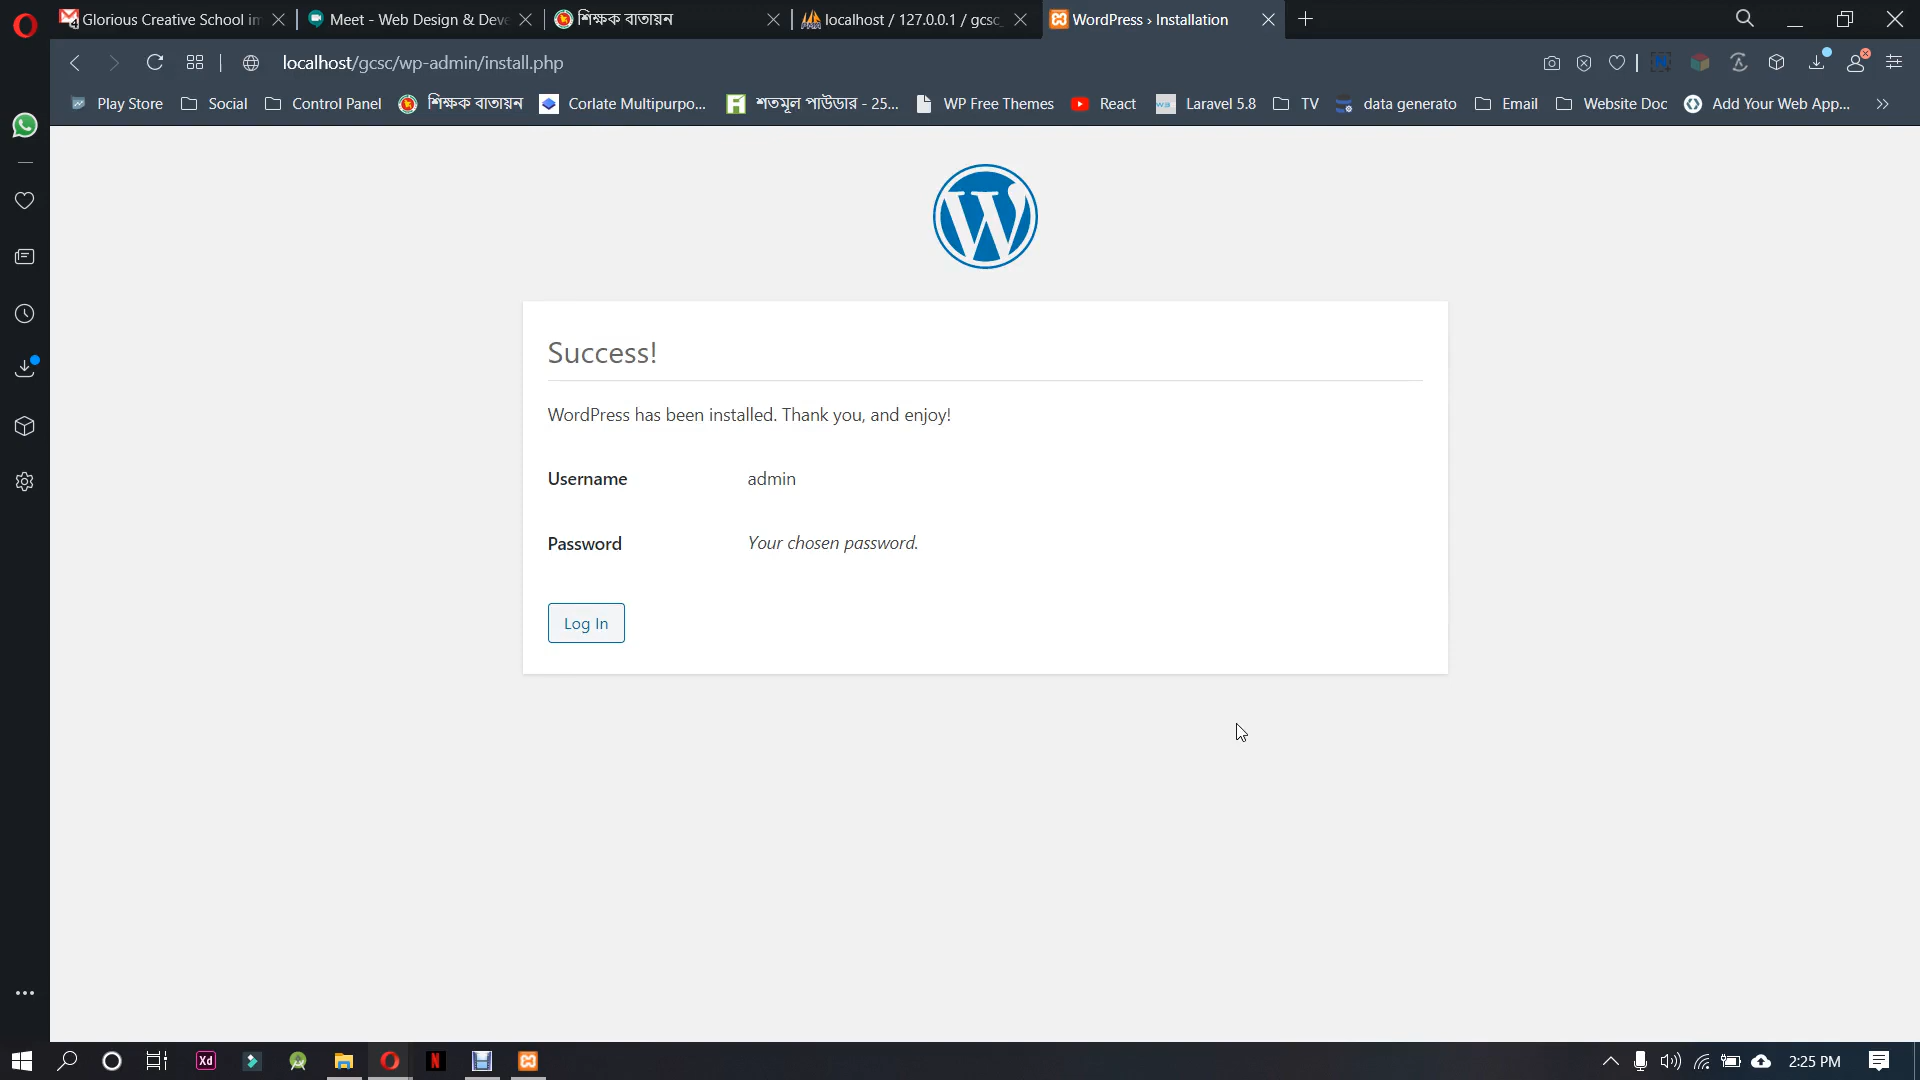 Glorious Creative School in
Meet - Web Design & Deve
শিক্ষক বাতায়ন
localhost / 127.0.0.1 / gcsc_
WordPress › Installation
localhost/gcsc/wp-admin/install.php
Play Store
Social
Control Panel
শিক্ষক বাতায়ন
Corlate Multipurpo...
শতমূল পাউডার - 25...
WP Free Themes
React
Laravel 5.8
TV
data generato
Email
Website Doc
Add Your Web App...
Success!
WordPress has been installed. Thank you, and enjoy!
Username admin
Password Your chosen password.
Log In
Xd
N
2:25 PM